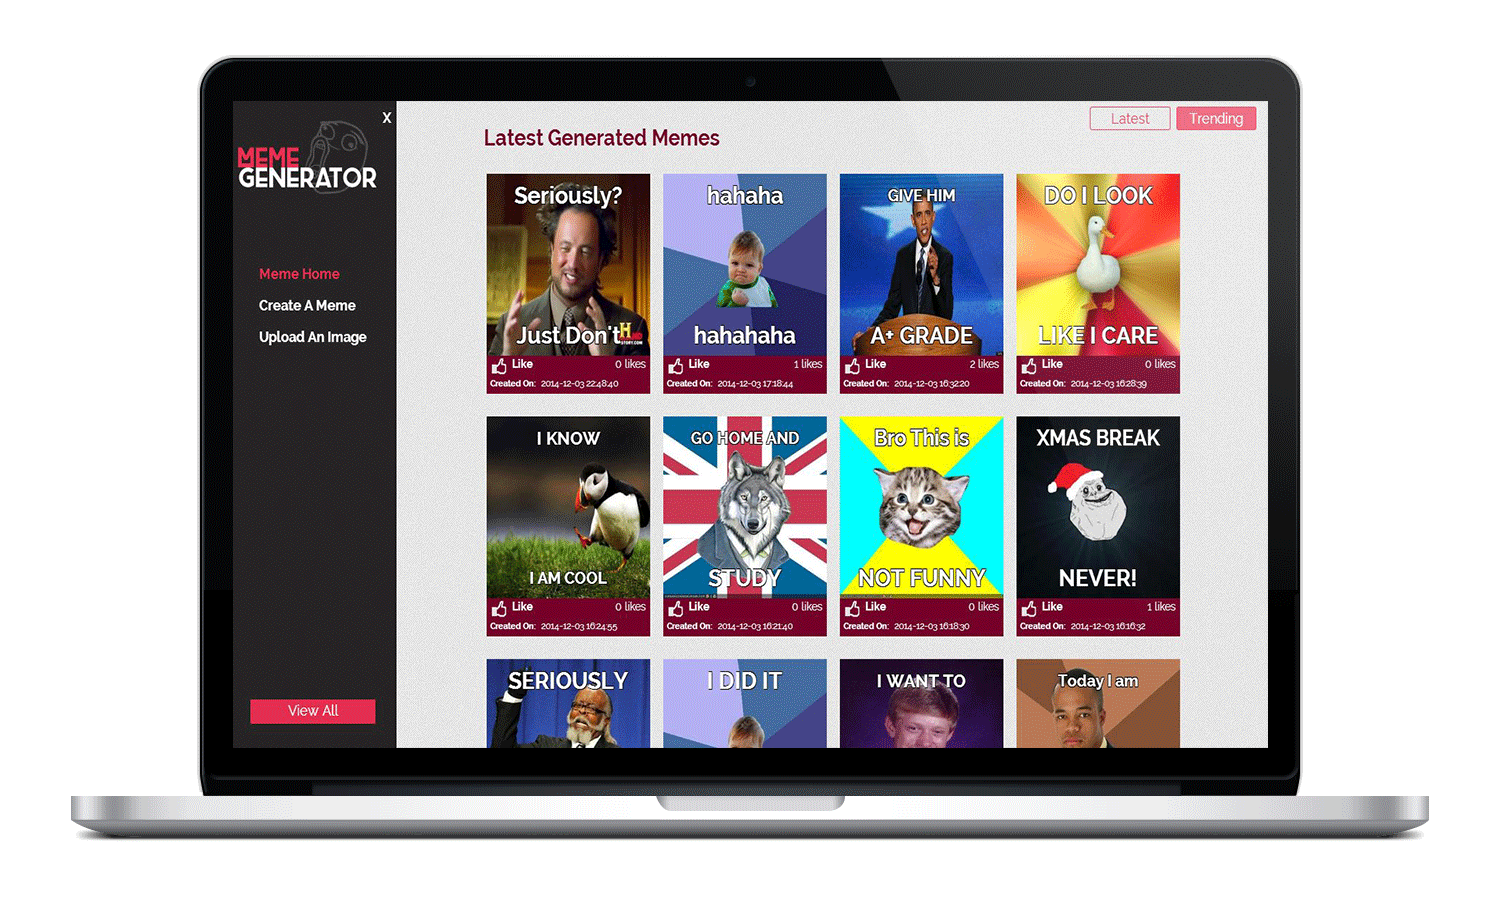 X
MEME
GENERATOR
Meme Home
Create A Meme
Upload An Image
View All
Latest
Trending
Latest Generated Memes
Seriously?
Just Don't
H
STORY.COM
Like
0 likes
Created On: 2014-12-03 22:48:40
hahaha
hahahaha
Like
1 likes
Created On: 2014-12-03 17:18:44
GIVE HIM
A+ GRADE
Like
2 likes
Created On: 2014-12-03 16:32:20
DO I LOOK
LIKE I CARE
Like
0 likes
Created On: 2014-12-03 16:28:39
I KNOW
I AM COOL
Like
0 likes
Created On: 2014-12-03 16:24:55
GO HOME AND
STUDY
Like
0 likes
Created On: 2014-12-03 16:21:40
Bro This is
NOT FUNNY
Like
0 likes
Created On: 2014-12-03 16:18:30
XMAS BREAK
NEVER!
Like
1 likes
Created On: 2014-12-03 16:16:32
SERIOUSLY
I DID IT
I WANT TO
Today I am